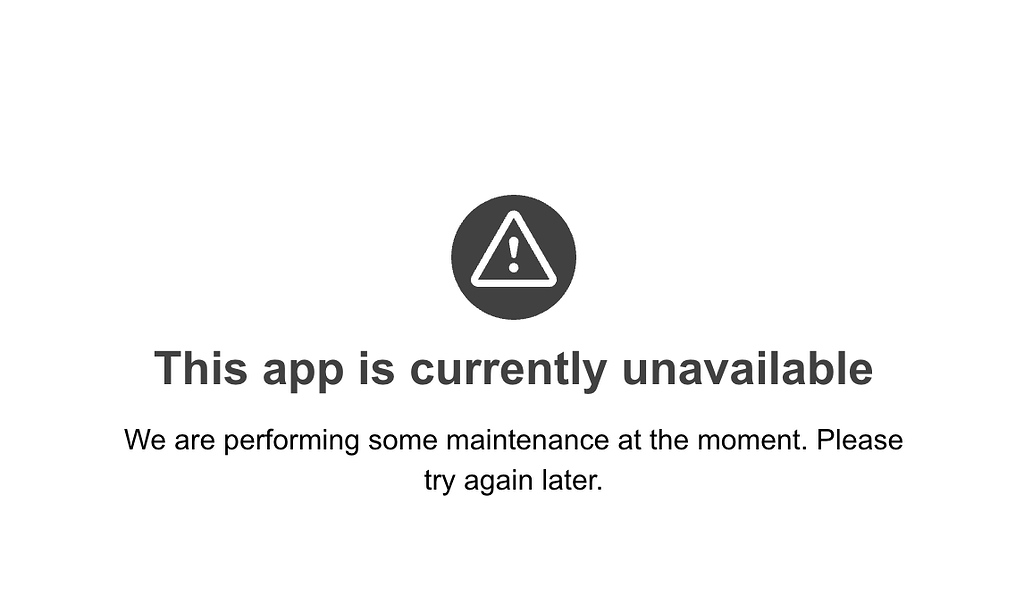 This app is currently unavailable
We are performing some maintenance at the moment. Please
try again later.